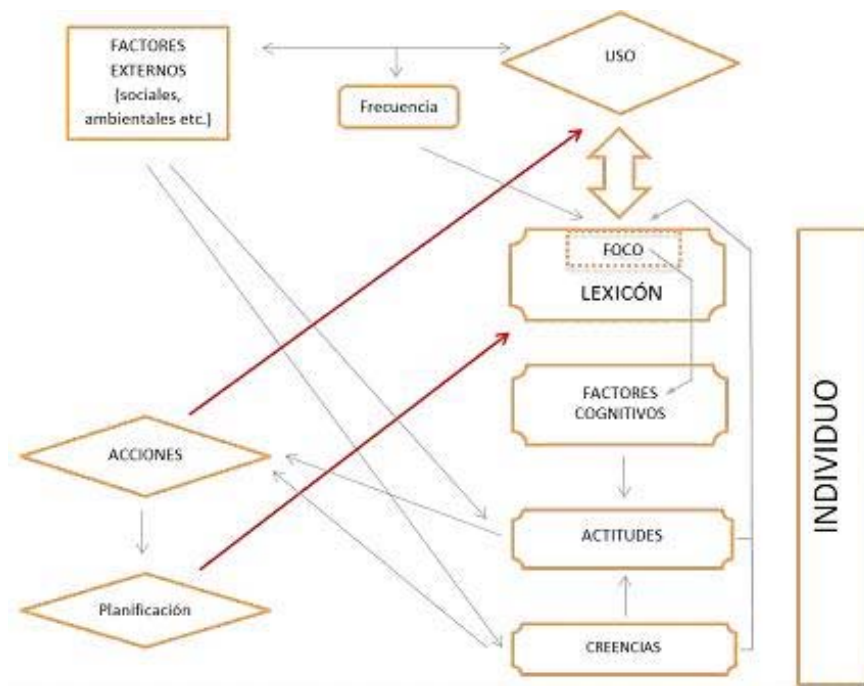 FACTORES
EXTERNOS
(sociales,
ambientales etc.)
USO
Frecuencia
FOCO
LEXICÓN
FACTORES
COGNITIVOS
ACCIONES
ACTITUDES
Planificación
CREENCIAS
INDIVIDUO